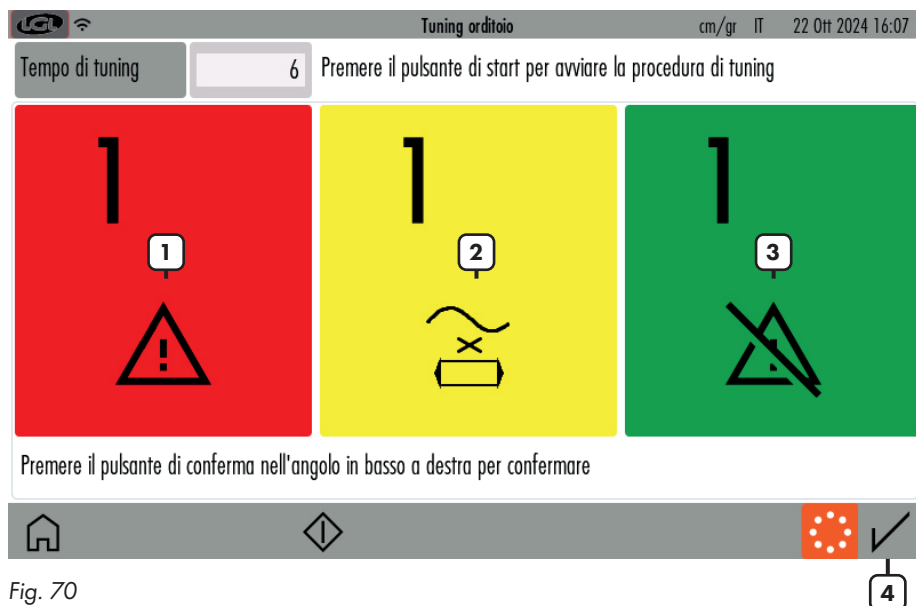 LGL Tuning orditoio cm/gr IT 22 Ott 2024 16:07
Tempo di tuning 6 Premere il pulsante di start per avviare la procedura di tuning
1 1 1
1 2 3
Premere il pulsante di conferma nell'angolo in basso a destra per confermare
Fig. 70
4